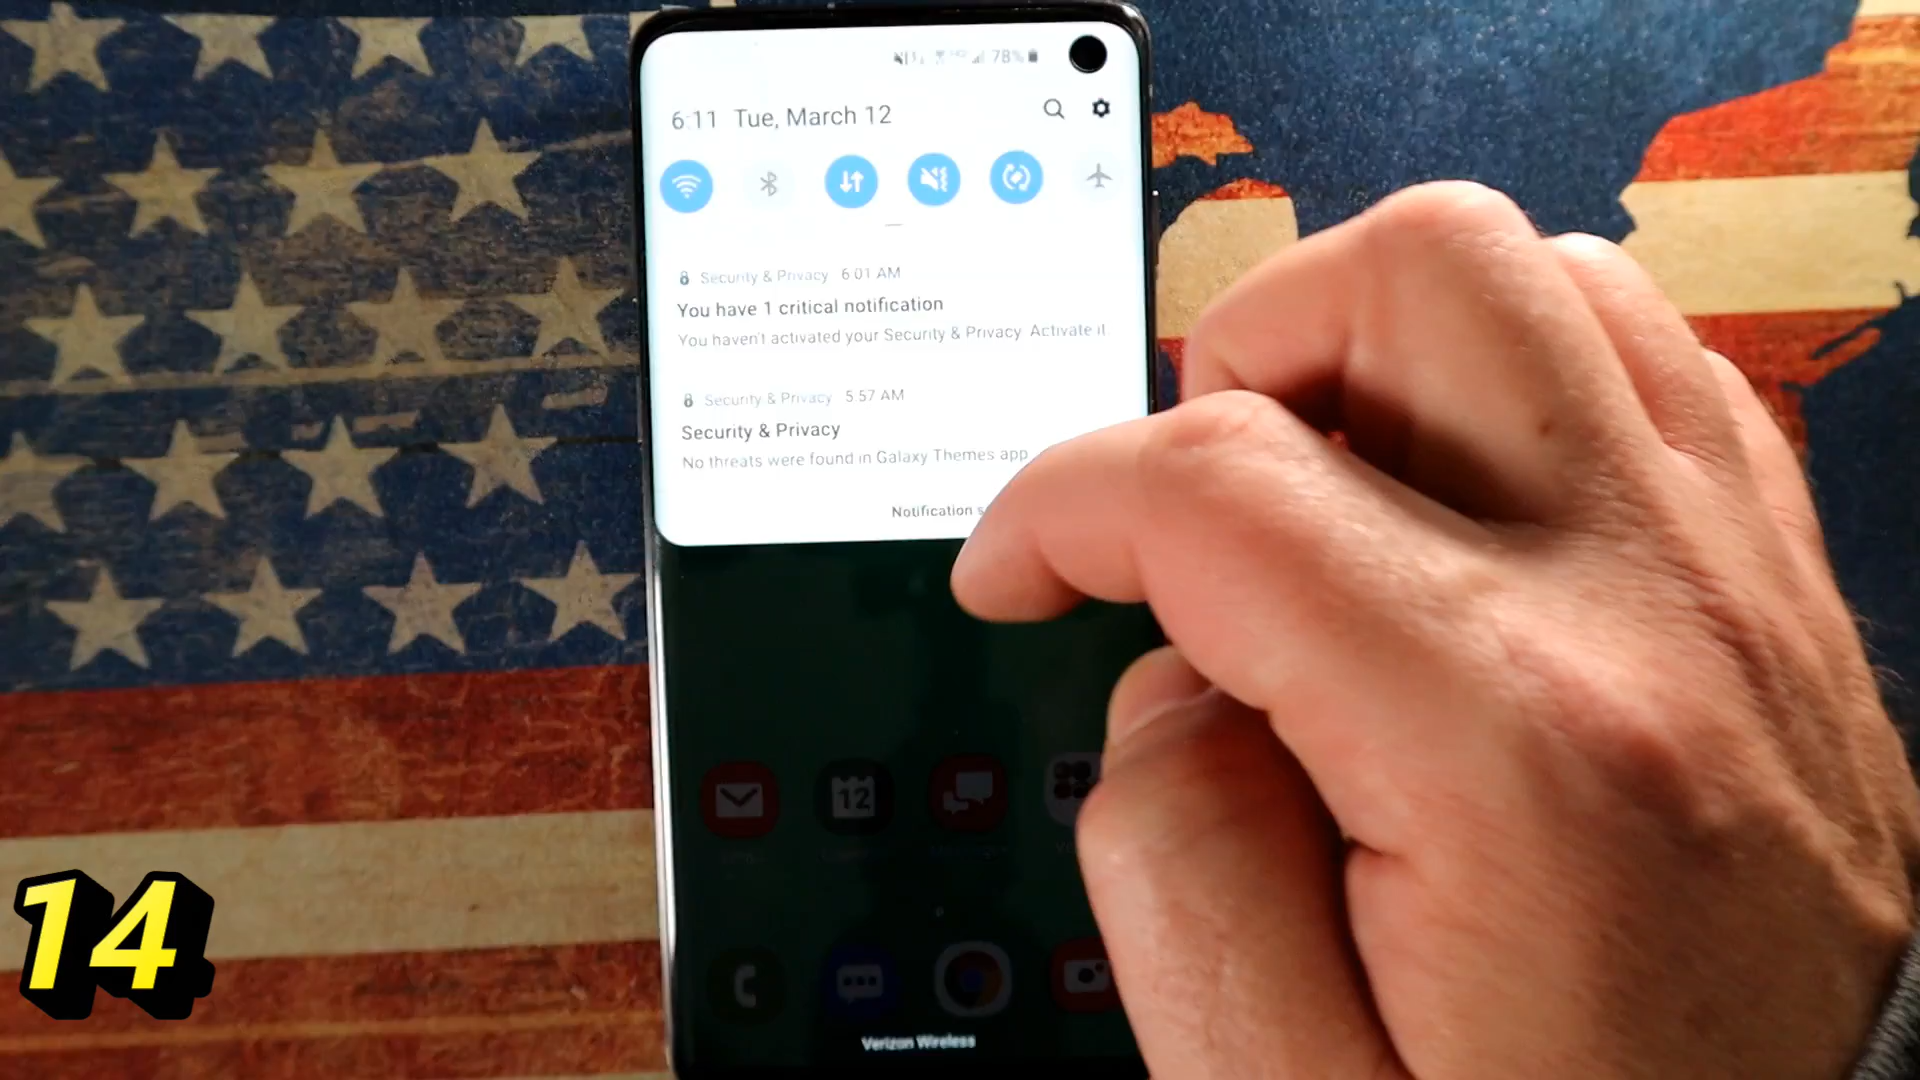 78%
6:11 Tue, March 12
Security & Privacy 6:01 AM
You have 1 critical notification
You haven't activated your Security & Privacy. Activate it.
Security & Privacy 5:57 AM
Security & Privacy
No threats were found in Galaxy Themes app.
Notification
12
14
Verizon Wireless